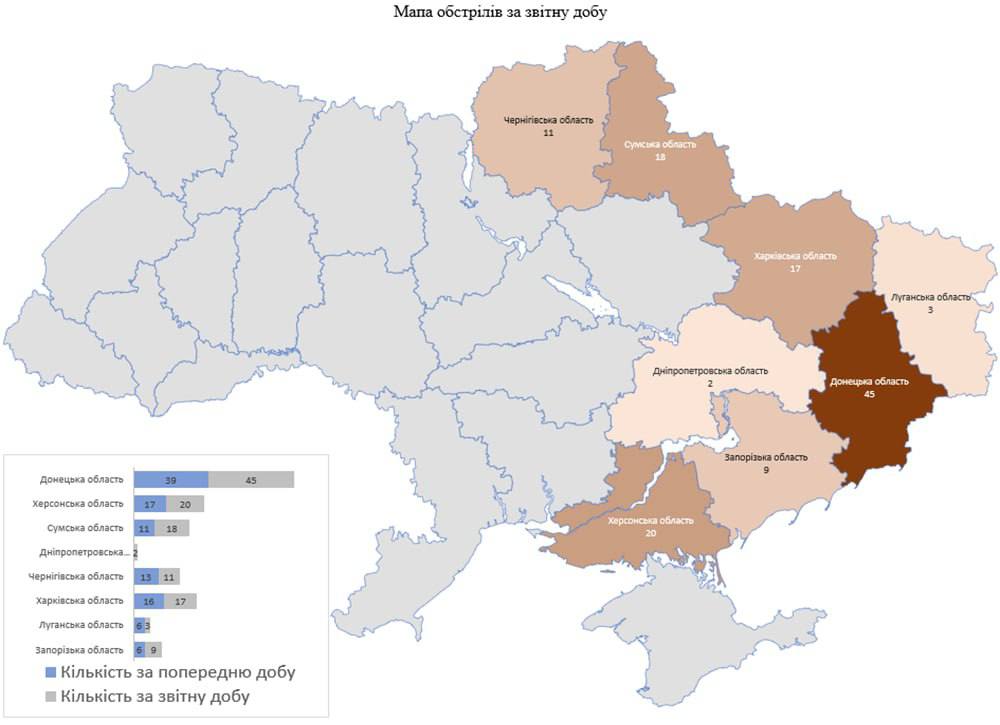 Мапа обстрілів за звітну добу
Чернігівська область
11
Сумська область
18
Харківська область
17
Луганська область
3
Дніпропетровська область
2
Донецька область
45
Запорізька область
9
Херсонська область
20
Донецька область 39 45
Херсонська область 17 20
Сумська область 11 18
Дніпропетровська... 2
Чернігівська область 13 11
Харківська область 16 17
Луганська область 6 3
Запорізька область 6 9
Кількість за попередню добу
Кількість за звітну добу